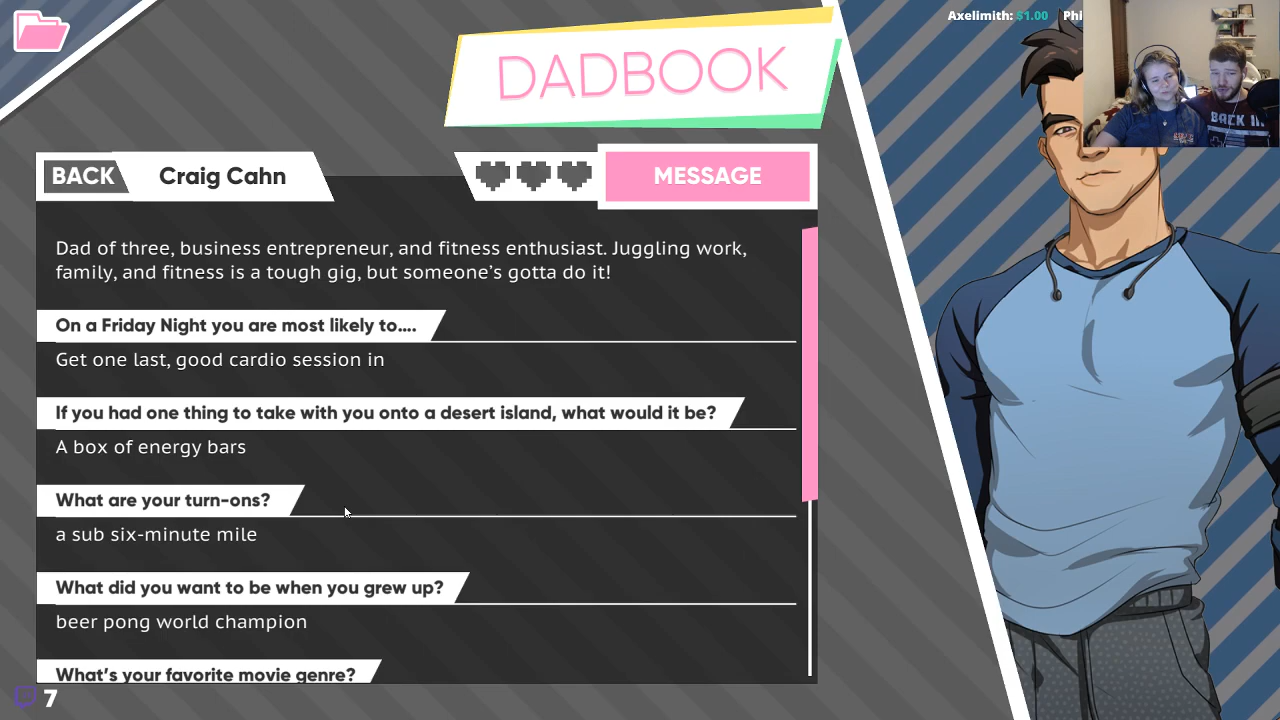 Axelimith: $1.00 Phi
DADBOOK
BACK
Craig Cahn
MESSAGE
Dad of three, business entrepreneur, and fitness enthusiast. Juggling work,
family, and fitness is a tough gig, but someone's gotta do it!
On a Friday Night you are most likely to....
Get one last, good cardio session in
If you had one thing to take with you onto a desert island, what would it be?
A box of energy bars
What are your turn-ons?
a sub six-minute mile
What did you want to be when you grew up?
beer pong world champion
What's your favorite movie genre?
7
BACK IN